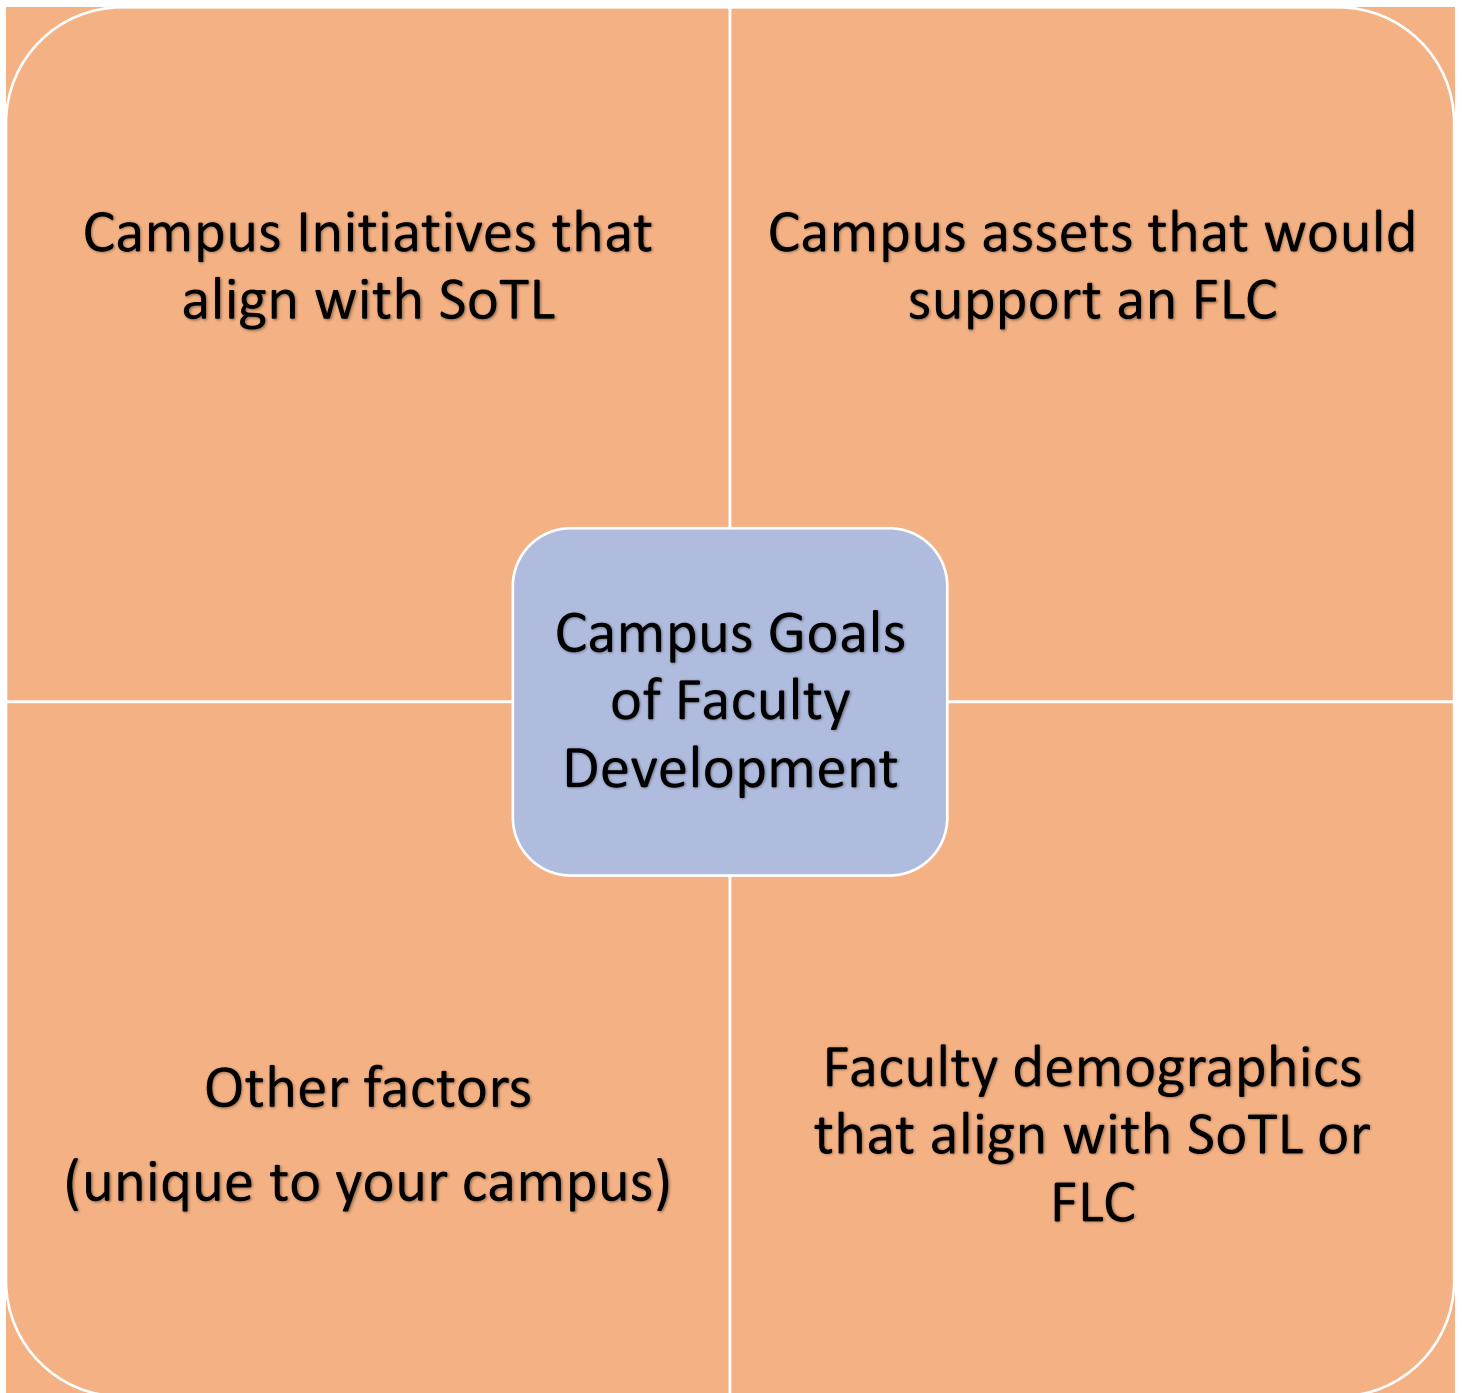 Campus Initiatives that
align with SoTL
Campus assets that would
support an FLC
Campus Goals
of Faculty
Development
Other factors
(unique to your campus)
Faculty demographics
that align with SoTL or
FLC